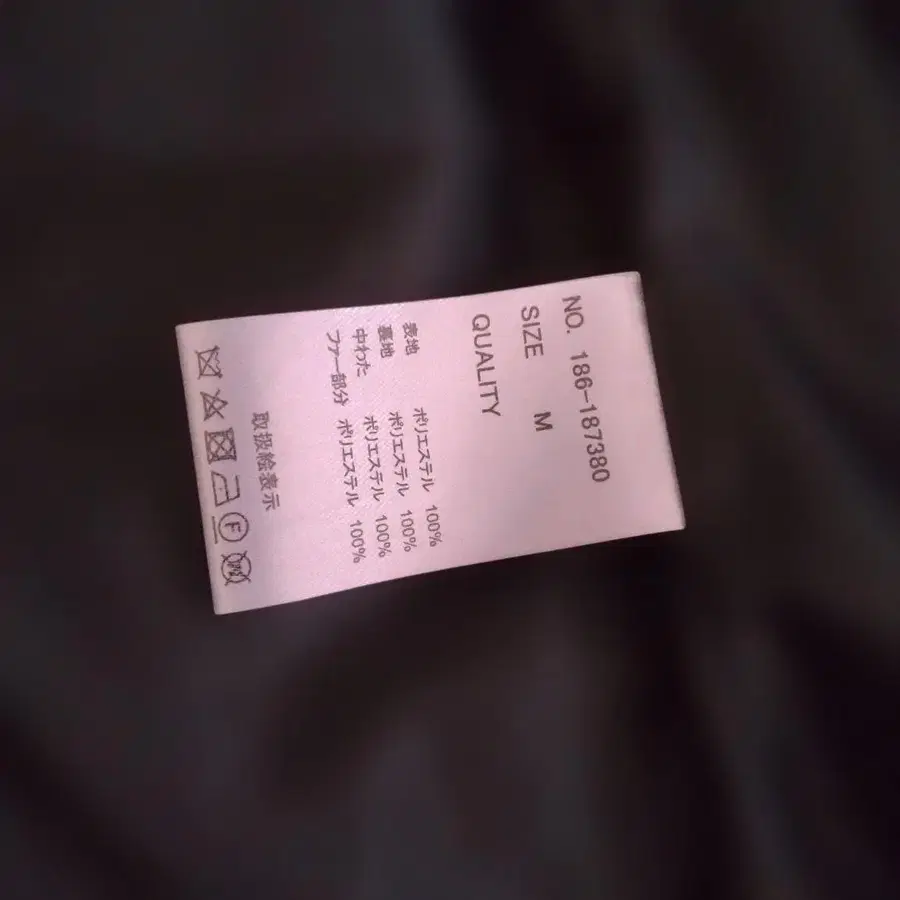 NO. 186-187380
SIZE M
QUALITY
表地 ポリエステル 100%
裏地 ポリエステル 100%
中わた ポリエステル 100%
ファー部分 ポリエステル 100%
取扱絵表示
F
W